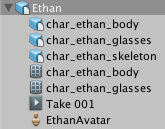 Ethan
char_ethan_body
char_ethan_glasses
char_ethan_skeleton
char_ethan_body
char_ethan_glasses
Take 001
EthanAvatar